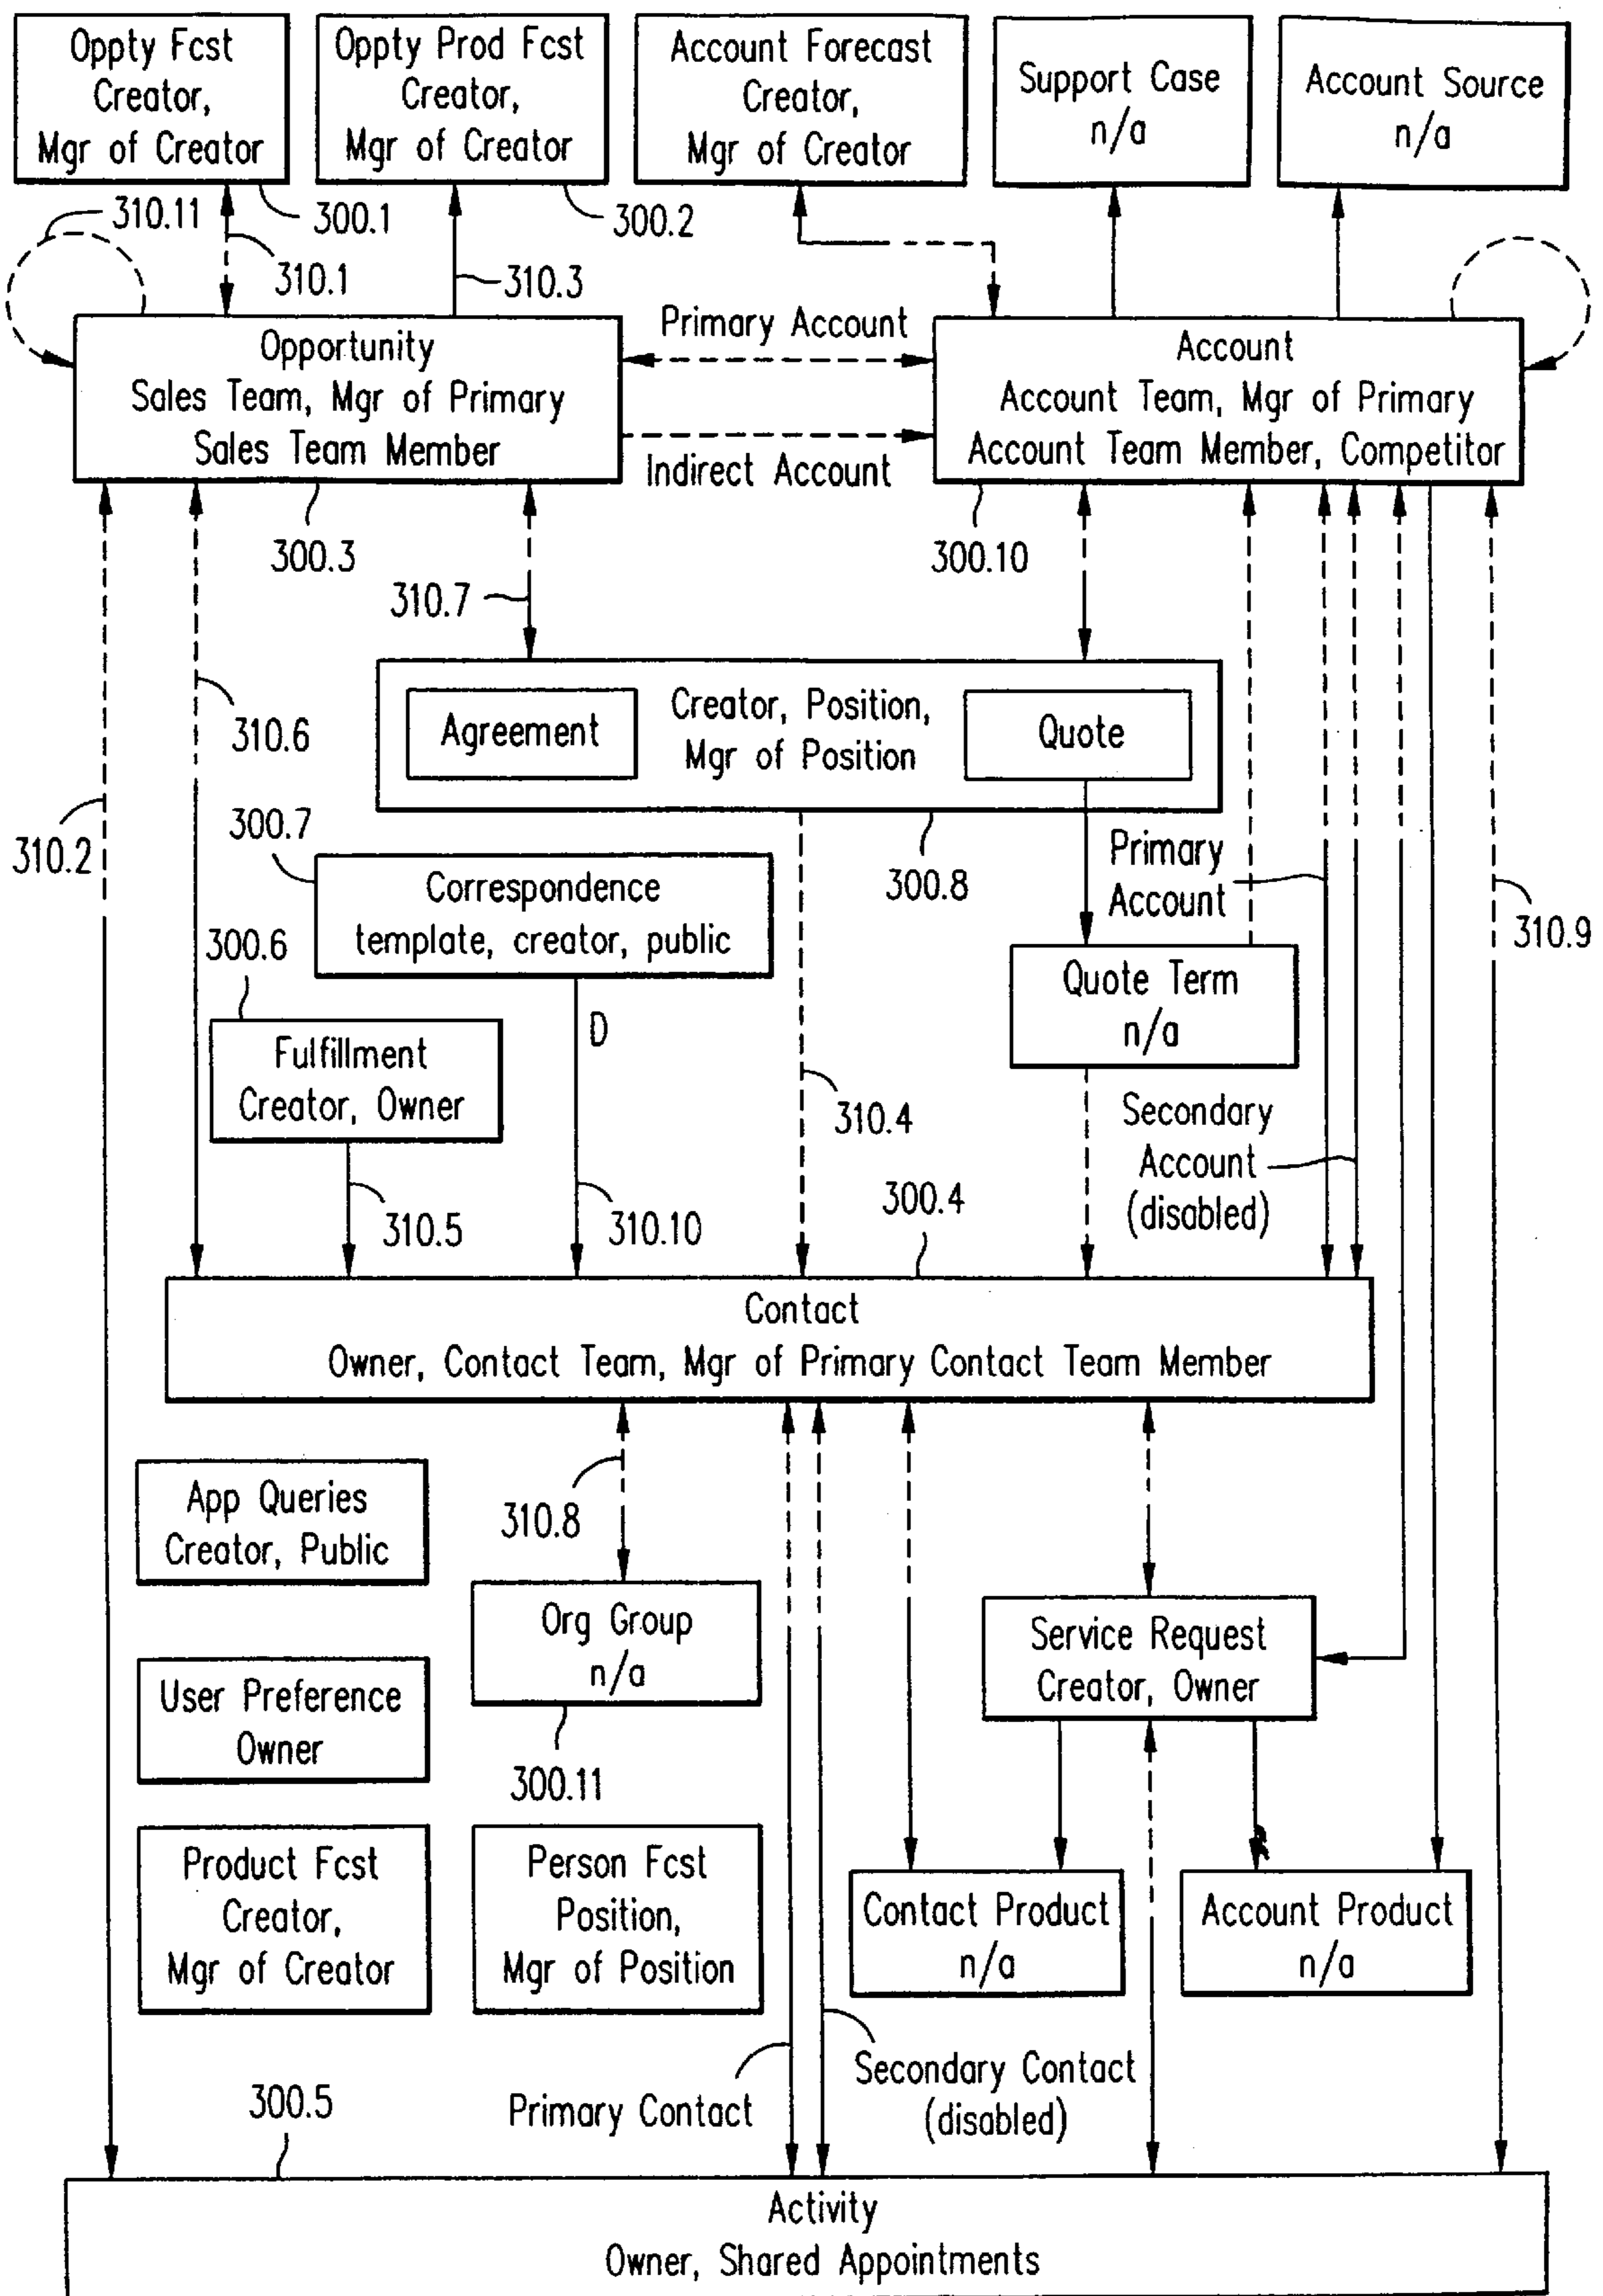 Oppty Fcst
Creator,
Mgr of Creator
Oppty Prod Fcst
Creator,
Mgr of Creator
Account Forecast
Creator,
Mgr of Creator
Support Case
n/a
Account Source
n/a
310.11
300.1
300.2
310.1
310.3
Opportunity
Sales Team, Mgr of Primary
Sales Team Member
Primary Account
Indirect Account
Account
Account Team, Mgr of Primary
Account Team Member, Competitor
300.3
300.10
310.7
310.6
310.2
Agreement
Creator, Position,
Mgr of Position
Quote
300.7
300.8
Primary
Account
310.9
Correspondence
template, creator, public
300.6
D
Quote Term
n/a
Fulfillment
Creator, Owner
310.4
Secondary
Account
(disabled)
310.5
310.10
300.4
Contact
Owner, Contact Team, Mgr of Primary Contact Team Member
App Queries
Creator, Public
310.8
Org Group
n/a
300.11
Service Request
Creator, Owner
User Preference
Owner
Product Fcst
Creator,
Mgr of Creator
Person Fcst
Position,
Mgr of Position
Contact Product
n/a
Account Product
n/a
300.5
Primary Contact
Secondary Contact
(disabled)
Activity
Owner, Shared Appointments